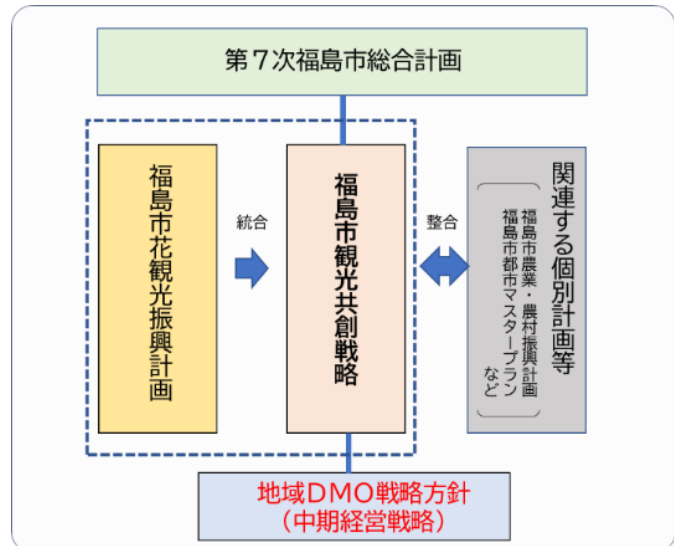 第７次福島市総合計画
福島市花観光振興計画
統合
福島市観光共創戦略
整合
関連する個別計画等
福島市農業・農村振興計画
福島市都市マスタープラン
など
地域ＤＭＯ戦略方針
（中期経営戦略）